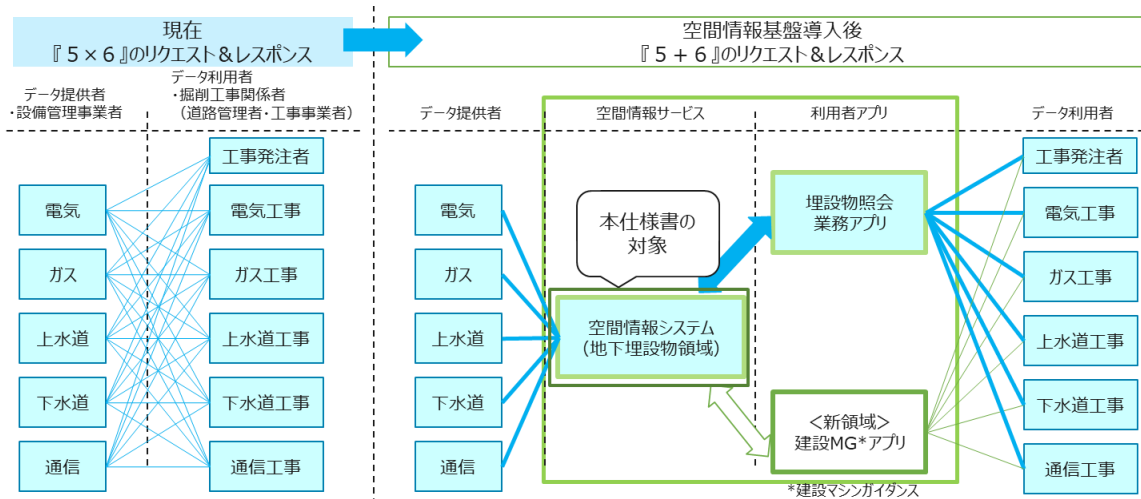 現在
『５×６』のリクエスト＆レスポンス
データ提供者
・設備管理事業者
データ利用者
・掘削工事関係者
（道路管理者・工事事業者）
電気
ガス
上水道
下水道
通信
工事発注者
電気工事
ガス工事
上水道工事
下水道工事
通信工事
空間情報基盤導入後
『５＋６』のリクエスト＆レスポンス
データ提供者
空間情報サービス
利用者アプリ
データ利用者
電気
ガス
上水道
下水道
通信
本仕様書の
対象
空間情報システム
（地下埋設物領域）
埋設物照会
業務アプリ
＜新領域＞
建設MG*アプリ
*建設マシンガイダンス
工事発注者
電気工事
ガス工事
上水道工事
下水道工事
通信工事